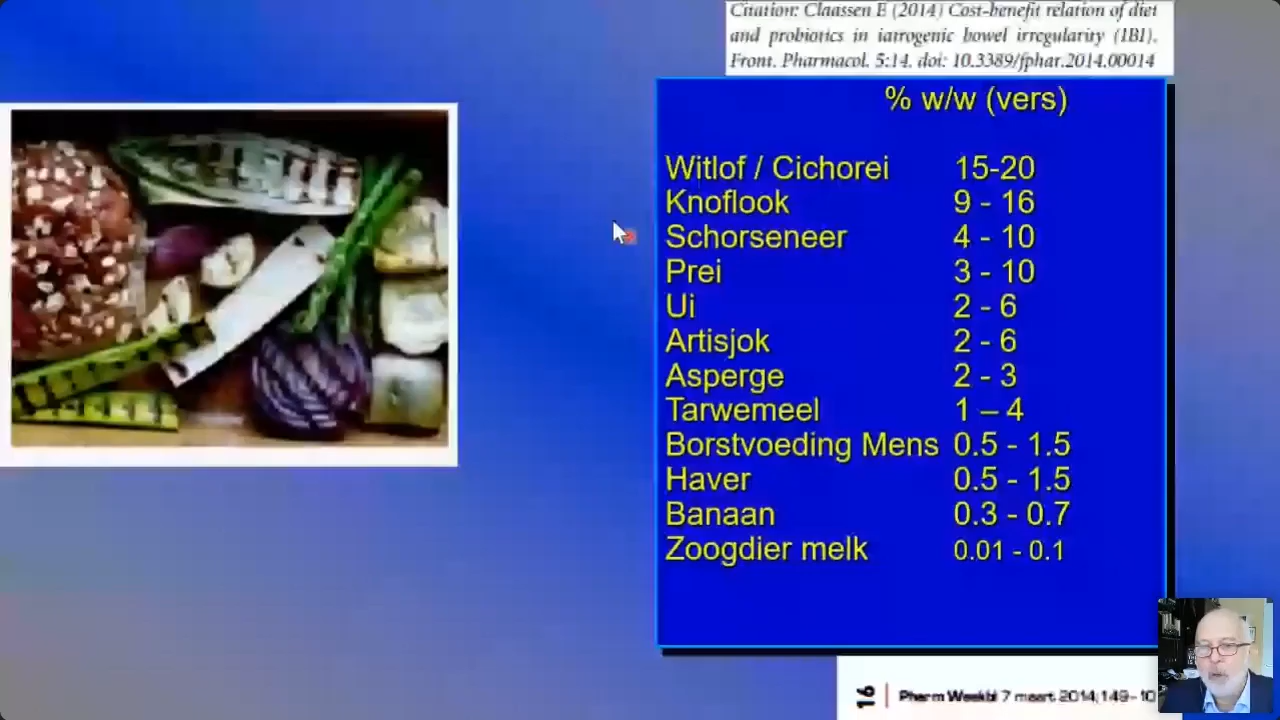 Citation: Claassen E (2014) Cost-benefit relation of diet
and probiotics in iatrogenic bowel irregularity (IBI).
Front. Pharmacol. 5:14. doi: 10.3389/fphar.2014.00014
% w/w (vers)
Witlof / Cichorei 15-20
Knoflook 9 - 16
Schorseneer 4 - 10
Prei 3 - 10
Ui 2 - 6
Artisjok 2 - 6
Asperge 2 - 3
Tarwemeel 1 – 4
Borstvoeding Mens 0.5 - 1.5
Haver 0.5 - 1.5
Banaan 0.3 - 0.7
Zoogdier melk 0.01 - 0.1
16 Pharm Weekbl 7 maart 2014;149-10